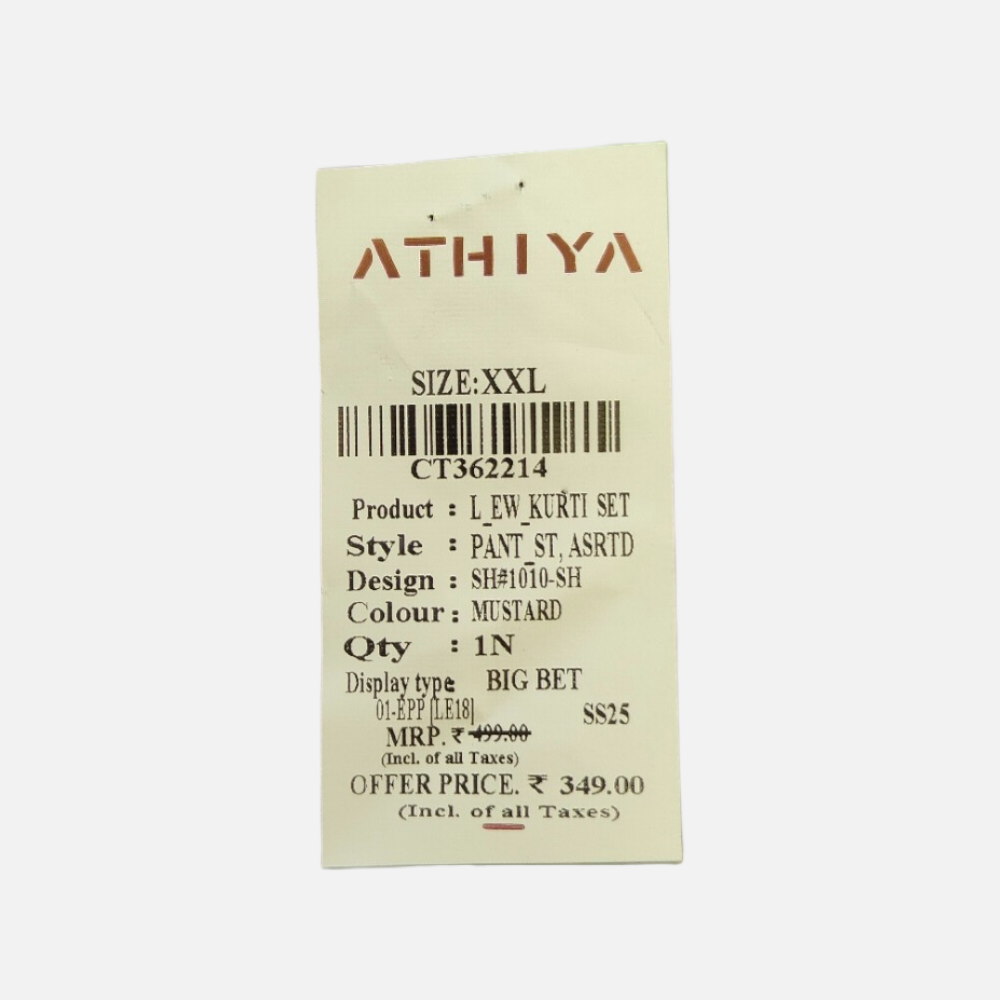 ATHIYA
SIZE:XXL
CT362214
Product : L_EW_KURTI SET
Style : PANT_ST, ASRTD
Design : SH#1010-SH
Colour : MUSTARD
Qty : 1N
Display type: BIG BET
01-EPP [LE18] SS25
MRP. ₹ 499.00
(Incl. of all Taxes)
OFFER PRICE. ₹ 349.00
(Incl. of all Taxes)